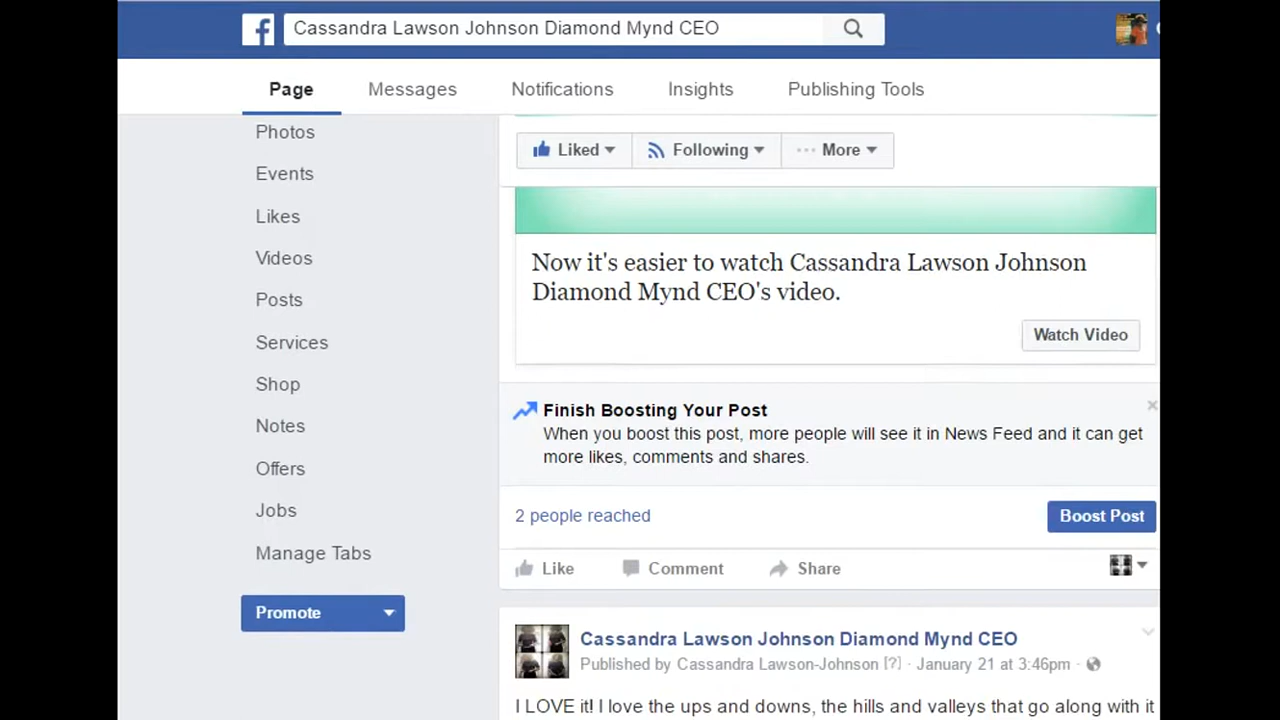 Cassandra Lawson Johnson Diamond Mynd CEO
Page Messages Notifications Insights Publishing Tools
Photos
Events
Likes
Videos
Posts
Services
Shop
Notes
Offers
Jobs
Manage Tabs
Promote
Liked Following More
Now it's easier to watch Cassandra Lawson Johnson
Diamond Mynd CEO's video.
Watch Video
Finish Boosting Your Post
When you boost this post, more people will see it in News Feed and it can get
more likes, comments and shares.
2 people reached
Boost Post
Like Comment Share
Cassandra Lawson Johnson Diamond Mynd CEO
Published by Cassandra Lawson-Johnson [?] · January 21 at 3:46pm ·
I LOVE it! I love the ups and downs, the hills and valleys that go along with it